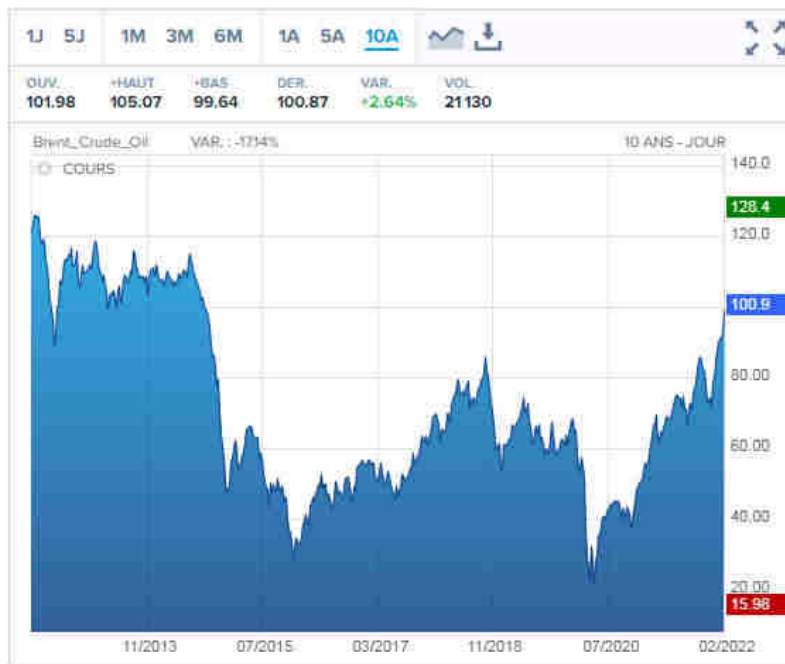 1J 5J 1M 3M 6M 1A 5A 10A
OUV. +HAUT +BAS DER. VAR. VOL.
101.98 105.07 99.64 100.87 +2.64% 21130
Brent_Crude_Oil VAR. : -17.14% 10 ANS - JOUR
COURS
140.0
128.4
120.0
100.9
80.00
60.00
40.00
20.00
15.98
11/2013 07/2015 03/2017 11/2018 07/2020 02/2022